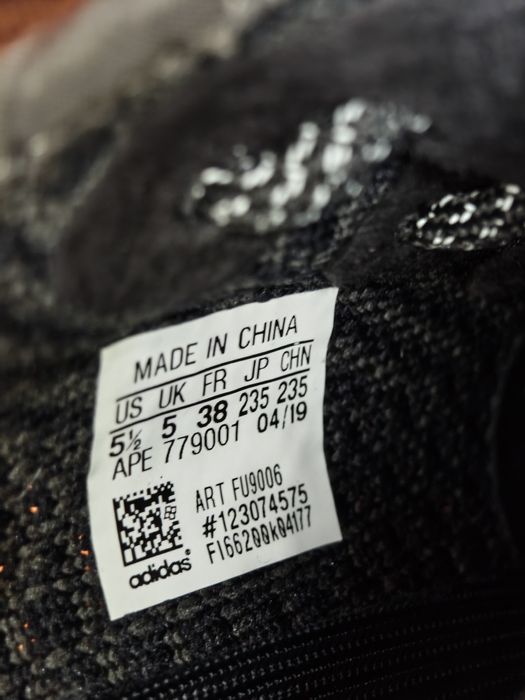 MADE IN CHINA
US UK FR JP CHN
5½ 5 38 235 235
APE 779001 04/19
ART FU9006
#123074575
FI66200k04177
adidas®